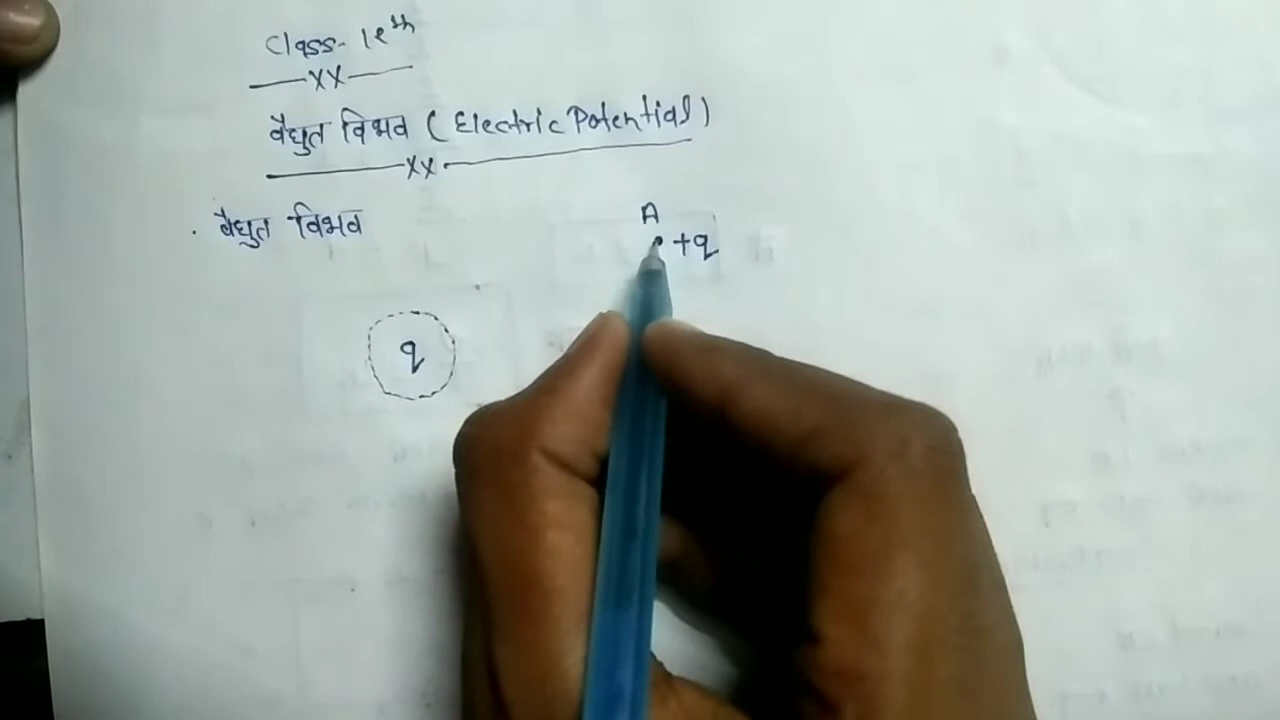 Class- 12th
XX
वैद्युत विभव (Electric Potential)
XX
. वैद्युत विभव
A
+q
q